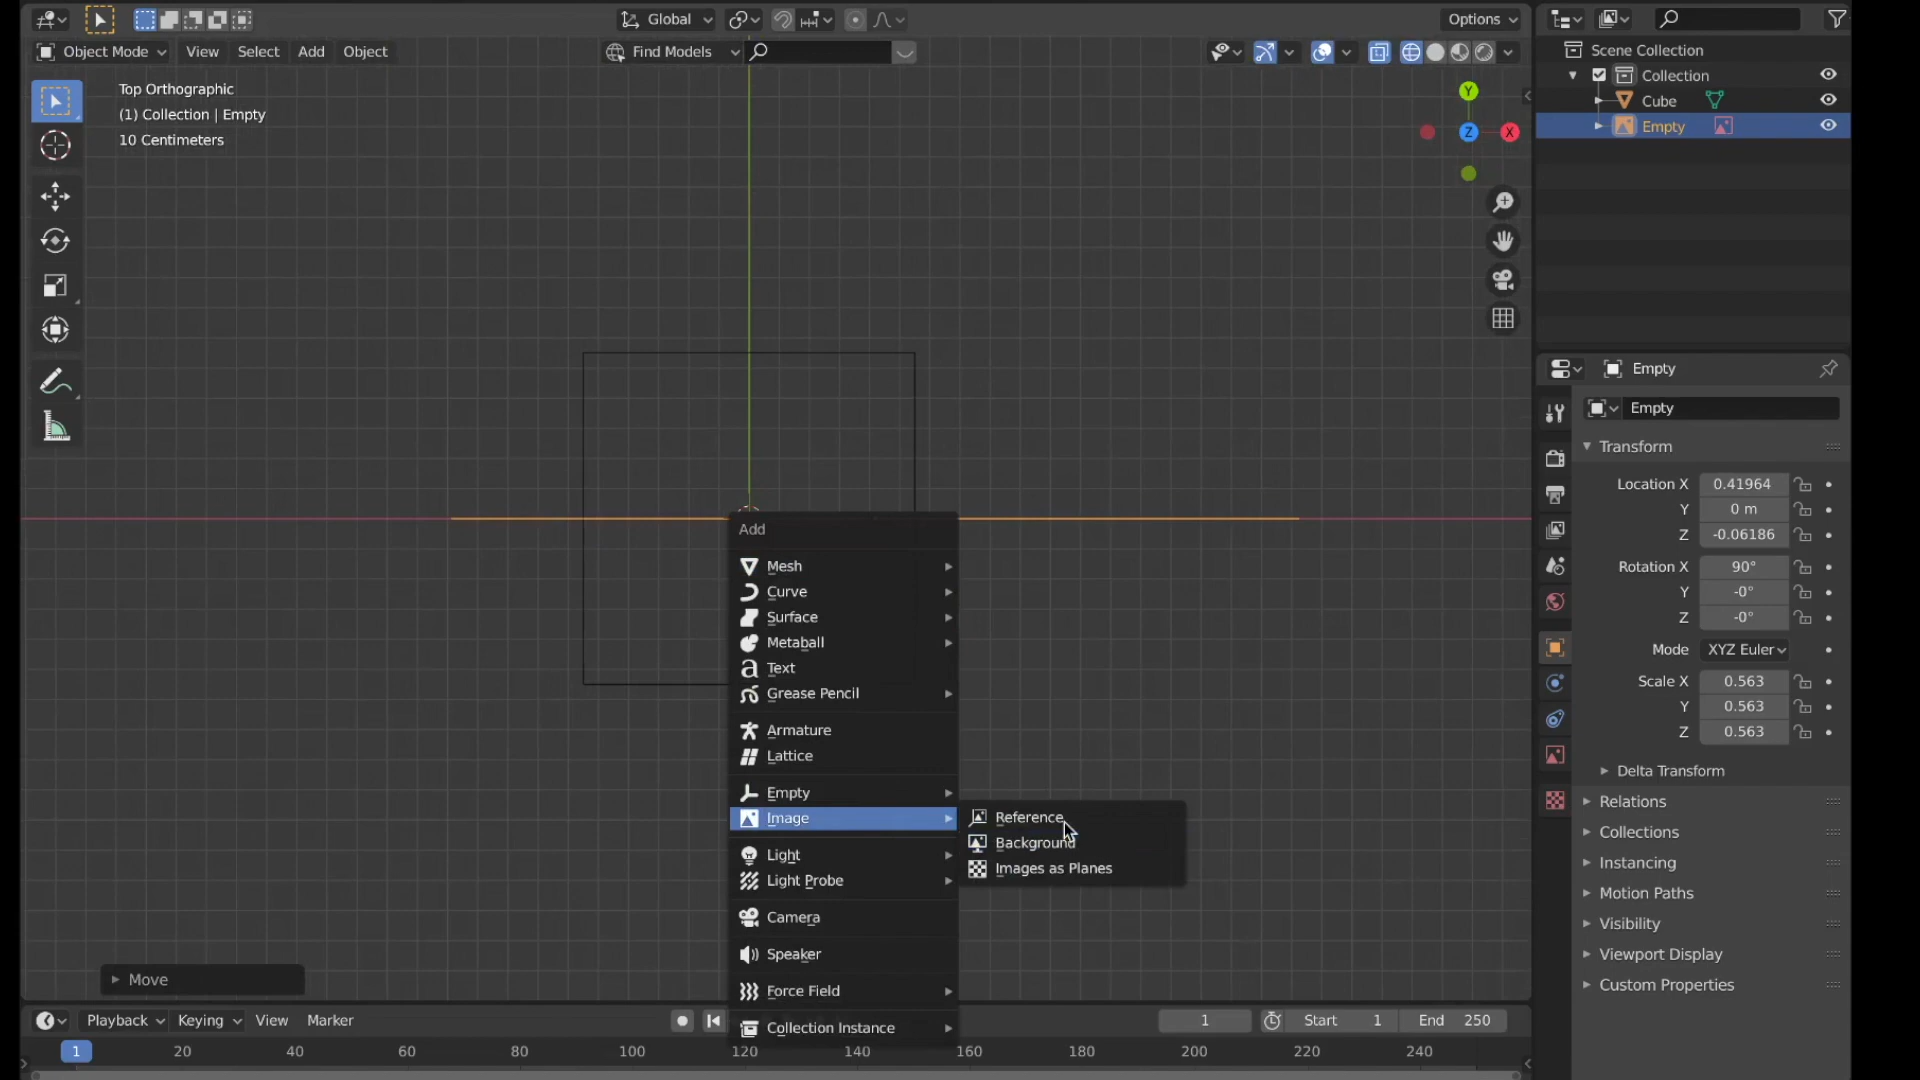 Global
Options
Object Mode View Select Add Object
Find Models
Top Orthographic
(1) Collection | Empty
10 Centimeters
Y
Z
X
Scene Collection
Collection
Cube
Empty
Empty
Empty
Transform
Location X 0.41964
Y 0 m
Z -0.06186
Rotation X 90°
Y -0°
Z -0°
Mode XYZ Euler
Scale X 0.563
Y 0.563
Z 0.563
Delta Transform
Relations
Collections
Instancing
Motion Paths
Visibility
Viewport Display
Custom Properties
Add
Mesh
Curve
Surface
Metaball
Text
Grease Pencil
Armature
Lattice
Empty
Image
Light
Light Probe
Camera
Speaker
Force Field
Collection Instance
Reference
Background
Images as Planes
Move
Playback Keying View Marker
1 Start 1 End 250
1 20 40 60 80 100 120 140 160 180 200 220 240